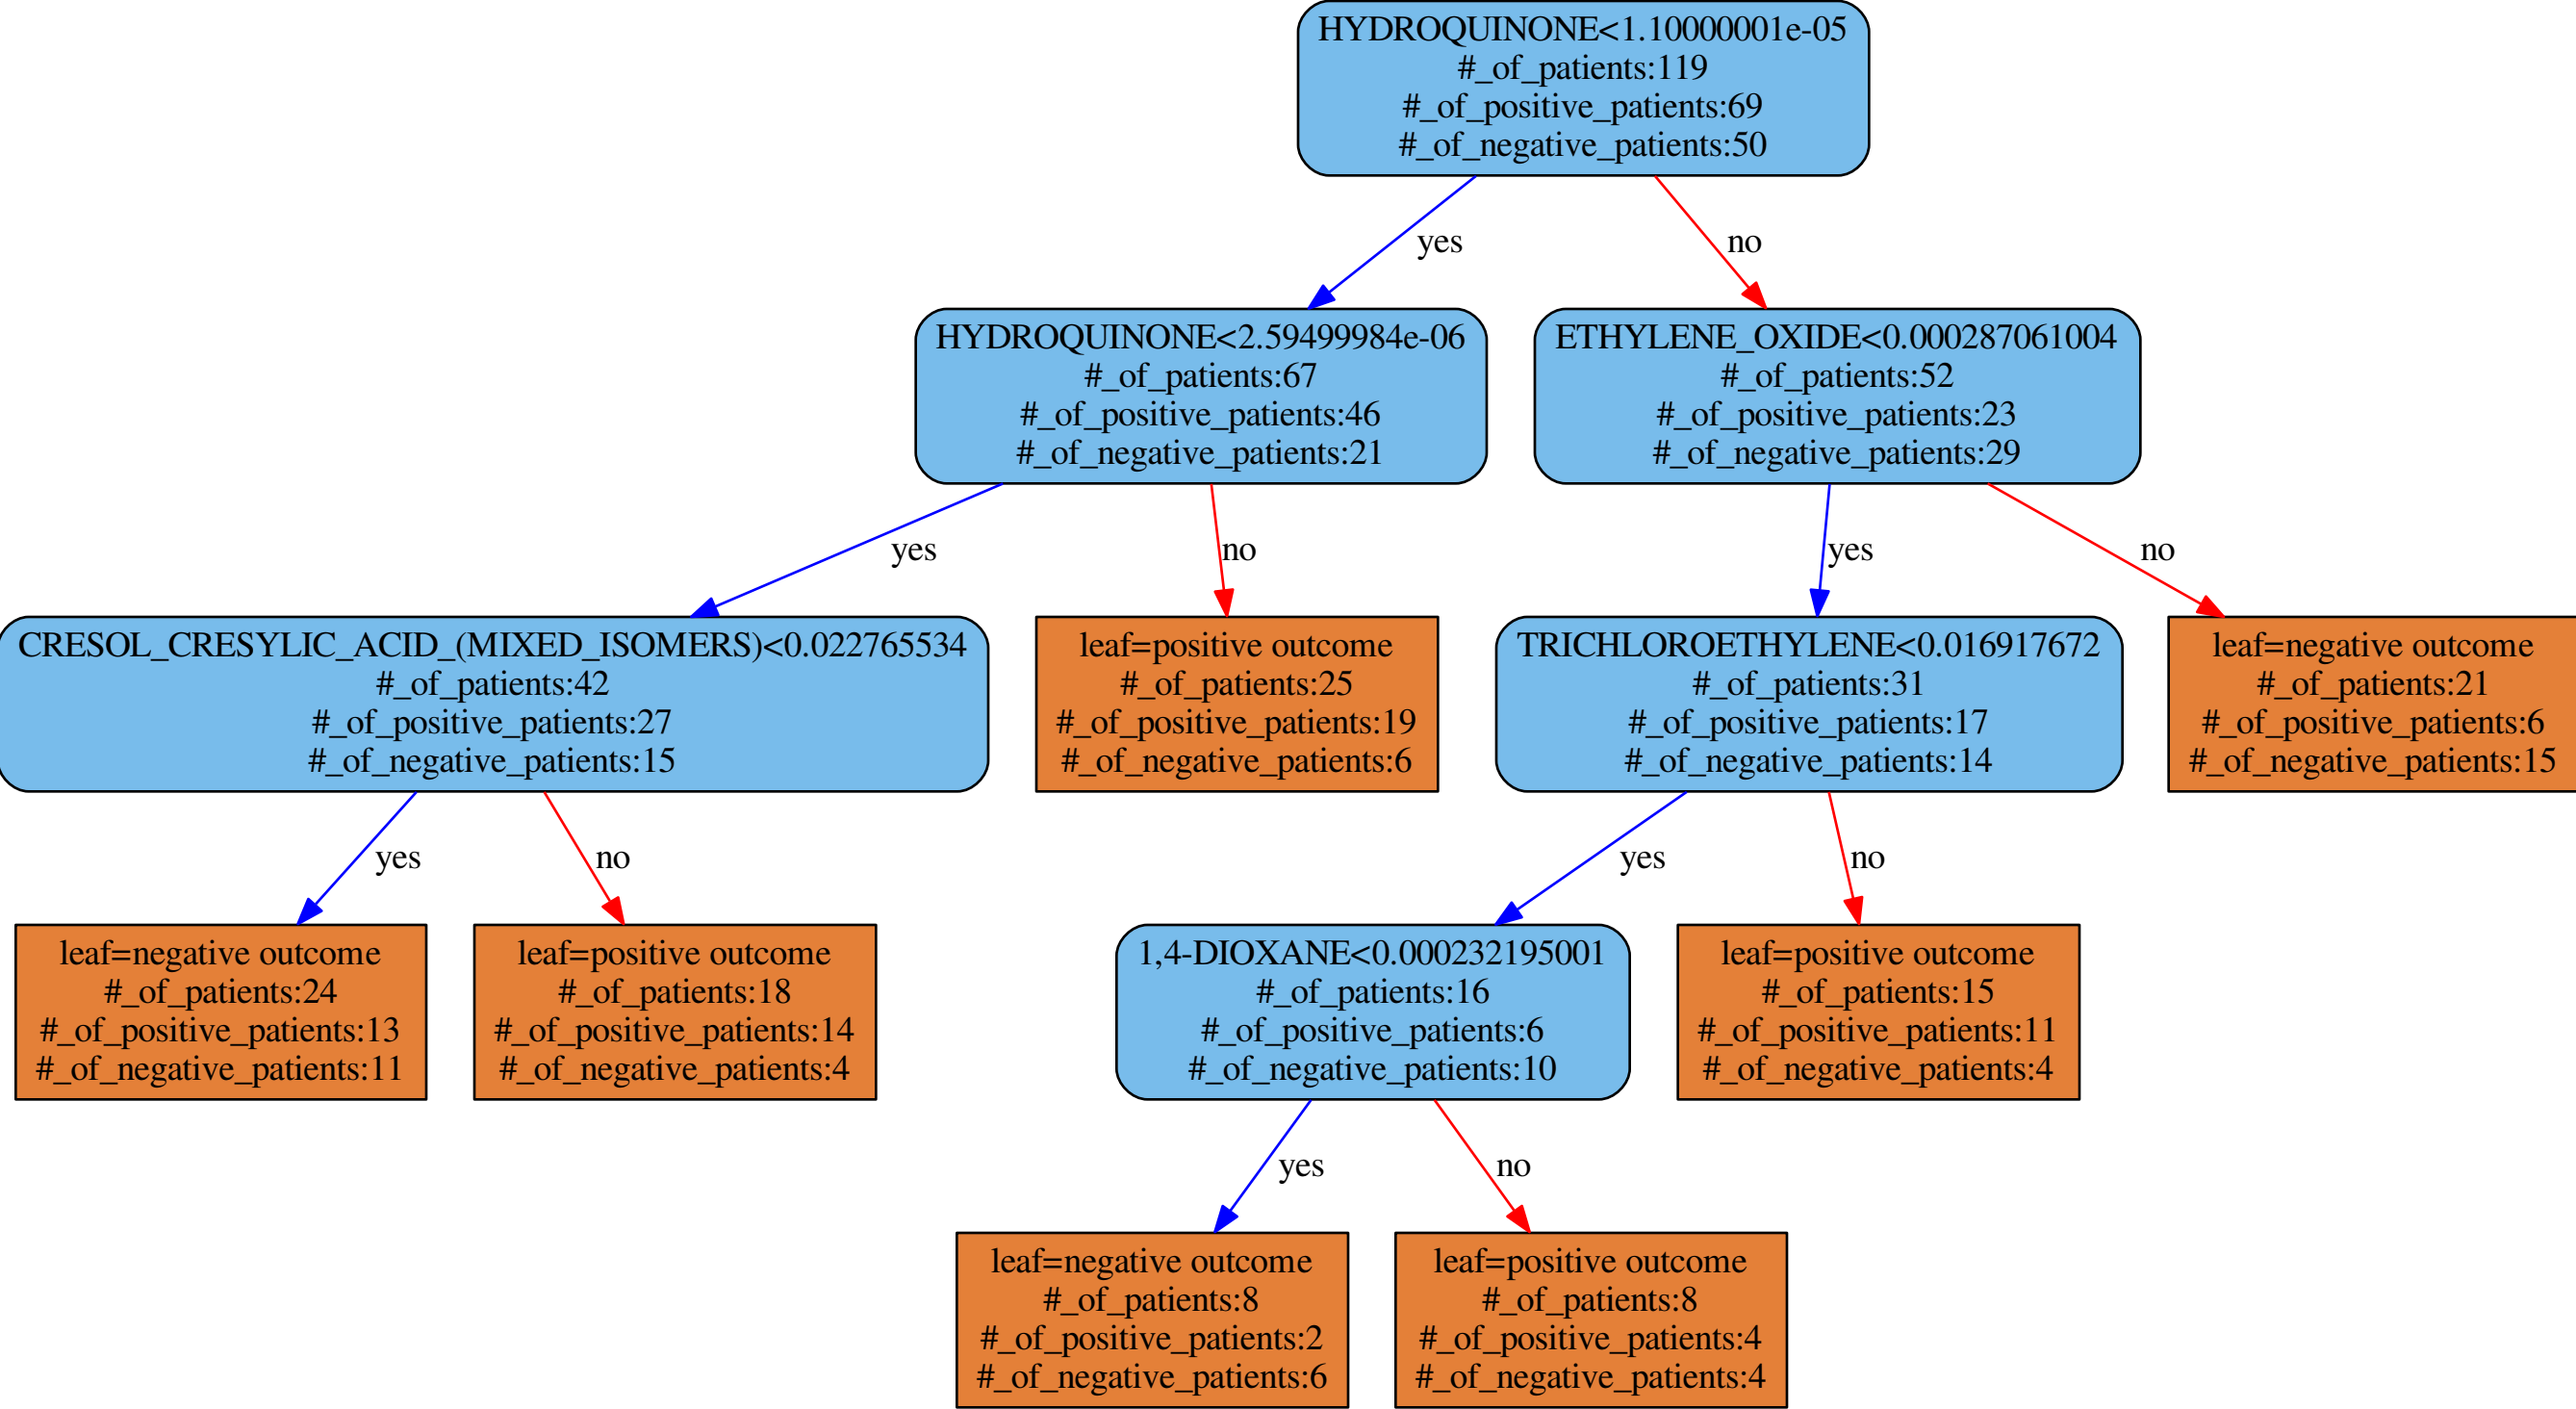 HYDROQUINONE<1.10000001e-05
#_of_patients:119
#_of_positive_patients:69
#_of_negative_patients:50
yes
no
HYDROQUINONE<2.59499984e-06
#_of_patients:67
#_of_positive_patients:46
#_of_negative_patients:21
ETHYLENE_OXIDE<0.000287061004
#_of_patients:52
#_of_positive_patients:23
#_of_negative_patients:29
yes
no
yes
no
CRESOL_CRESYLIC_ACID_(MIXED_ISOMERS)<0.022765534
#_of_patients:42
#_of_positive_patients:27
#_of_negative_patients:15
leaf=positive outcome
#_of_patients:25
#_of_positive_patients:19
#_of_negative_patients:6
TRICHLOROETHYLENE<0.016917672
#_of_patients:31
#_of_positive_patients:17
#_of_negative_patients:14
leaf=negative outcome
#_of_patients:21
#_of_positive_patients:6
#_of_negative_patients:15
yes
no
yes
no
leaf=negative outcome
#_of_patients:24
#_of_positive_patients:13
#_of_negative_patients:11
leaf=positive outcome
#_of_patients:18
#_of_positive_patients:14
#_of_negative_patients:4
1,4-DIOXANE<0.000232195001
#_of_patients:16
#_of_positive_patients:6
#_of_negative_patients:10
leaf=positive outcome
#_of_patients:15
#_of_positive_patients:11
#_of_negative_patients:4
yes
no
leaf=negative outcome
#_of_patients:8
#_of_positive_patients:2
#_of_negative_patients:6
leaf=positive outcome
#_of_patients:8
#_of_positive_patients:4
#_of_negative_patients:4